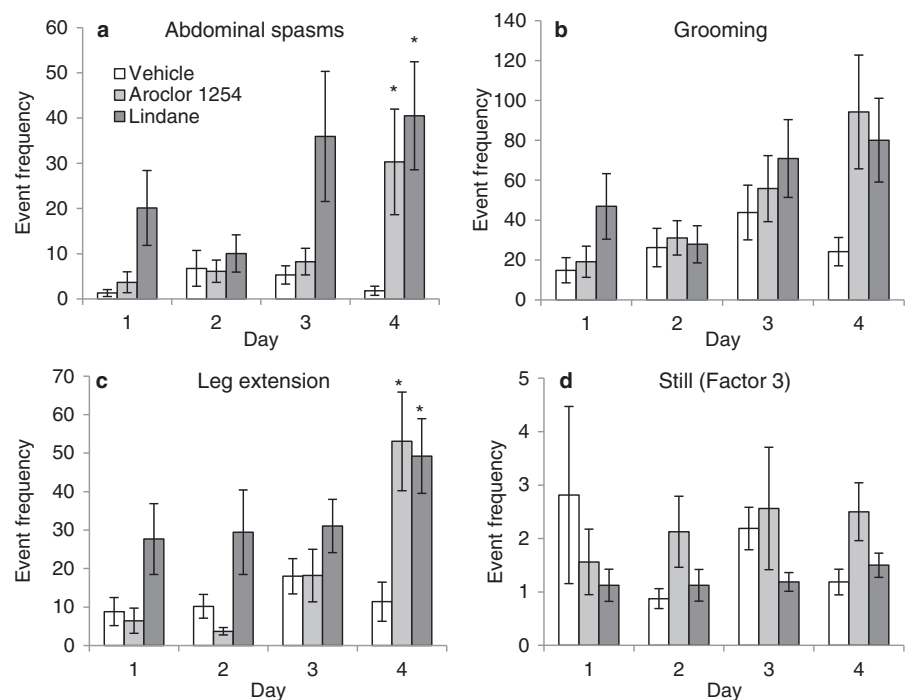 a Abdominal spasms
60
50
40
30
20
10
0
Event frequency
Vehicle
Aroclor 1254
Lindane
*
*
1 2 3 4
Day
b Grooming
140
120
100
80
60
40
20
0
Event frequency
1 2 3 4
Day
c Leg extension
70
60
50
40
30
20
10
0
Event frequency
*
*
1 2 3 4
Day
d Still (Factor 3)
5
4
3
2
1
0
Event frequency
1 2 3 4
Day